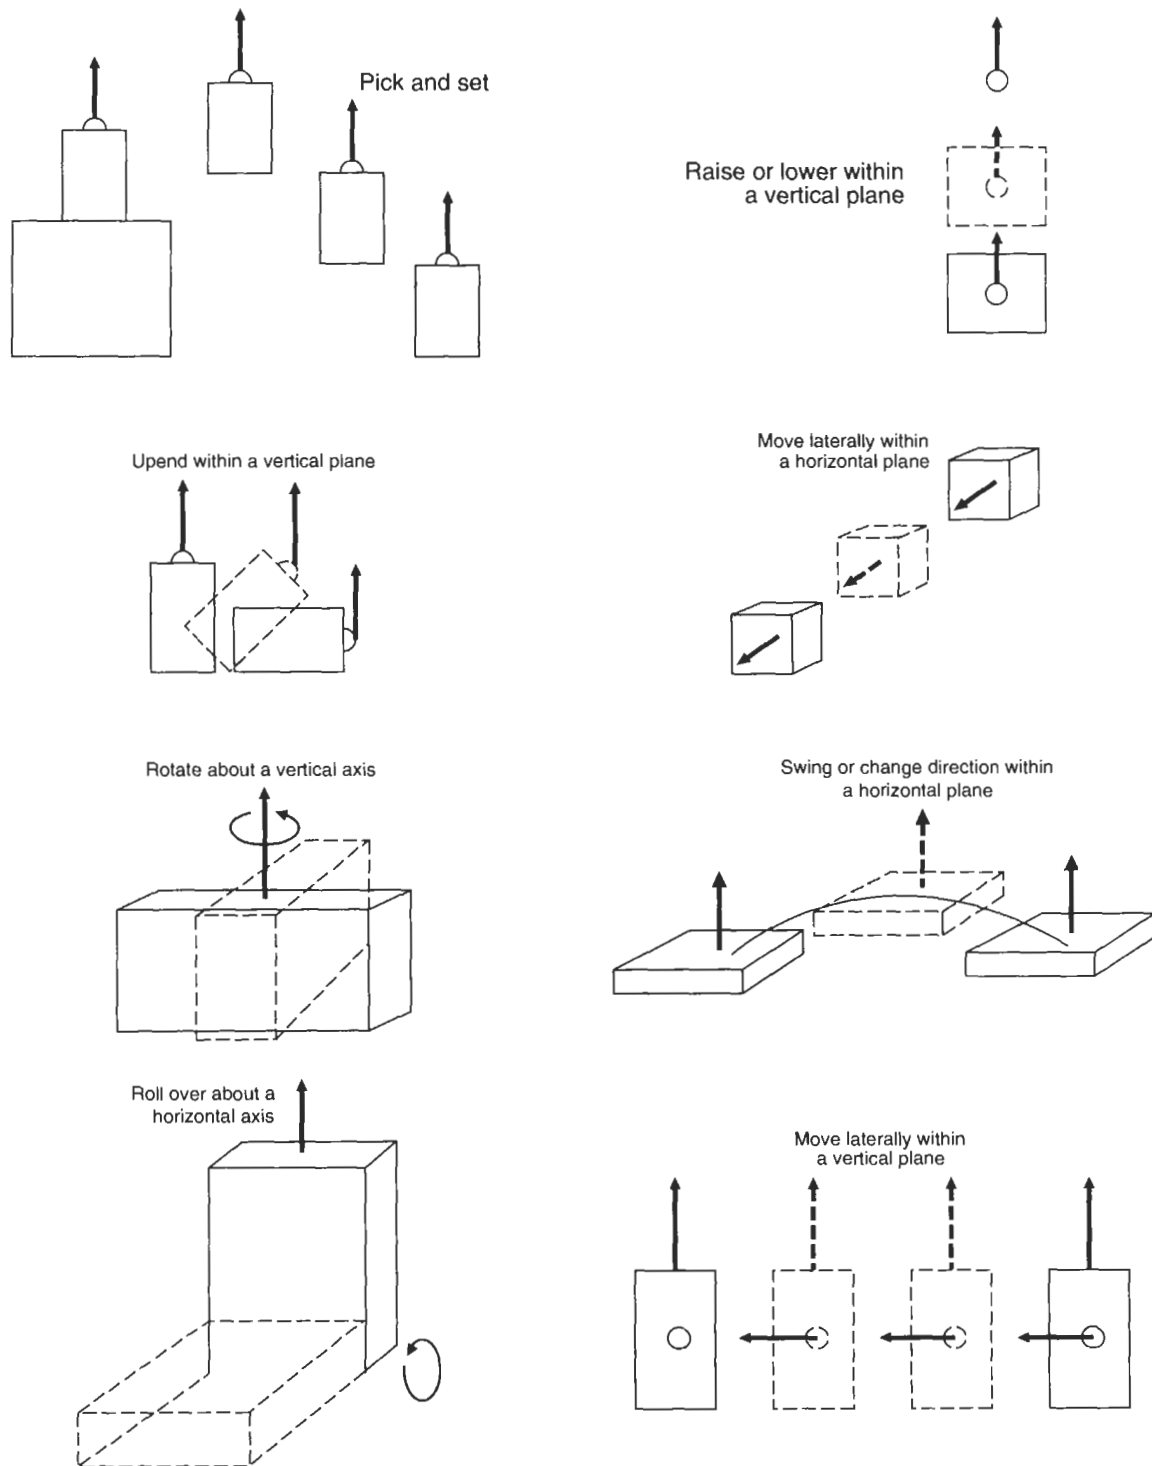 Pick and set
Raise or lower within
a vertical plane
Upend within a vertical plane
Move laterally within
a horizontal plane
Rotate about a vertical axis
Swing or change direction within
a horizontal plane
Roll over about a
horizontal axis
Move laterally within
a vertical plane